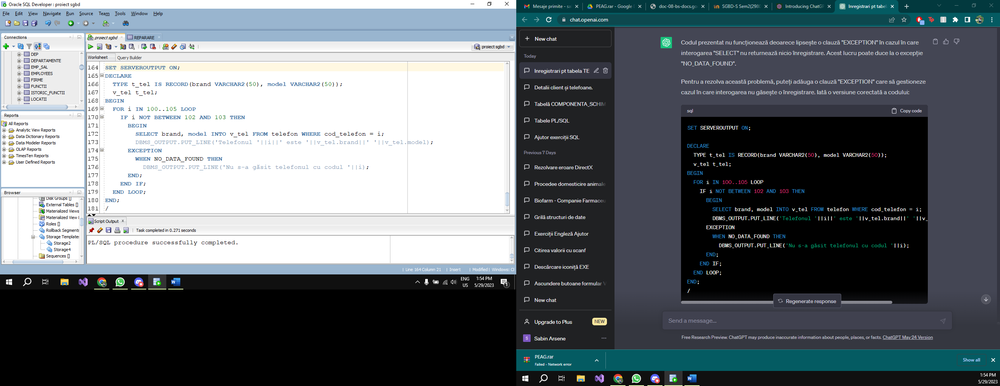 Oracle SQL Developer : proiect sgbd
File Edit View Navigate Run Source Team Tools Window Help
Connections
DEP
DEPARTAMENTE
EMP_SAL
EMPLOYEES
FIRME
FUNCTII
ISTORIC_FUNCTII
LOCATII
Reports
All Reports
Analytic View Reports
Data Dictionary Reports
Data Modeler Reports
OLAP Reports
TimesTen Reports
User Defined Reports
Browser
Disk Groups []
External Tables []
Materialized Views
Materialized View
Roles []
Rollback Segments
Storage Templates
Storage2
Storage4
Sequences []
proiect sgbd
REPARARE
proiect sgbd
Worksheet Query Builder
164 SET SERVEROUTPUT ON;
165 DECLARE
166 TYPE t_tel IS RECORD(brand VARCHAR2(50), model VARCHAR2(50));
167 v_tel t_tel;
168 BEGIN
169 FOR i IN 100..105 LOOP
170 IF i NOT BETWEEN 102 AND 103 THEN
171 BEGIN
172 SELECT brand, model INTO v_tel FROM telefon WHERE cod_telefon = i;
173 DBMS_OUTPUT.PUT_LINE('Telefonul '||i||' este '||v_tel.brand||' '||v_tel.model);
174 EXCEPTION
175 WHEN NO_DATA_FOUND THEN
176 DBMS_OUTPUT.PUT_LINE('Nu s-a găsit telefonul cu codul '||i);
177 END;
178 END IF;
179 END LOOP;
180 END;
181 /
Script Output
Task completed in 0.271 seconds
PL/SQL procedure successfully completed.
Line 164 Column 21 | Insert | Modified | Windows: CF
ENG
US
1:54 PM
5/29/2023
1
Mesaje primite - sa
PEAG.rar - Google
doc-08-bs-docs.go
SGBD-S Sem2(2980
Introducing ChatGP
Inregistrari pt tabel
chat.openai.com
New chat
Today
Inregistrari pt tabela TE
Detalii client și telefoane.
Tabelă COMPONENTA_SCHIM
Tabele PL/SQL
Ajutor exerciții SQL
Previous 7 Days
Rezolvare eroare DirectX
Procedee domesticire animale
Biofarm - Companie Farmaceu
Grilă structuri de date
Exerciții Engleză Ajutor
Citirea valorii cu scanf
Descărcare iconiță EXE
Ascundere butoane formular V
New chat
Upgrade to Plus NEW
S Sabin Arsene
Codul prezentat nu funcționează deoarece lipsește o clauză "EXCEPTION" în cazul în care
interogarea "SELECT" nu returnează nicio înregistrare. Acest lucru poate duce la o excepție
"NO_DATA_FOUND".
Pentru a rezolva această problemă, puteți adăuga o clauză "EXCEPTION" care să gestioneze
cazul în care interogarea nu găsește o înregistrare. Iată o versiune corectată a codului:
sql Copy code
SET SERVEROUTPUT ON;
DECLARE
TYPE t_tel IS RECORD(brand VARCHAR2(50), model VARCHAR2(50));
v_tel t_tel;
BEGIN
FOR i IN 100..105 LOOP
IF i NOT BETWEEN 102 AND 103 THEN
BEGIN
SELECT brand, model INTO v_tel FROM telefon WHERE cod_telefon = i;
DBMS_OUTPUT.PUT_LINE('Telefonul '||i||' este '||v_tel.brand||' '||v_
EXCEPTION
WHEN NO_DATA_FOUND THEN
DBMS_OUTPUT.PUT_LINE('Nu s-a găsit telefonul cu codul '||i);
END;
END IF;
END LOOP;
END;
/
Regenerate response
Send a message...
Free Research Preview. ChatGPT may produce inaccurate information about people, places, or facts. ChatGPT May 24 Version
PEAG.rar
Failed - Network error
Show all
1:54 PM
5/29/2023